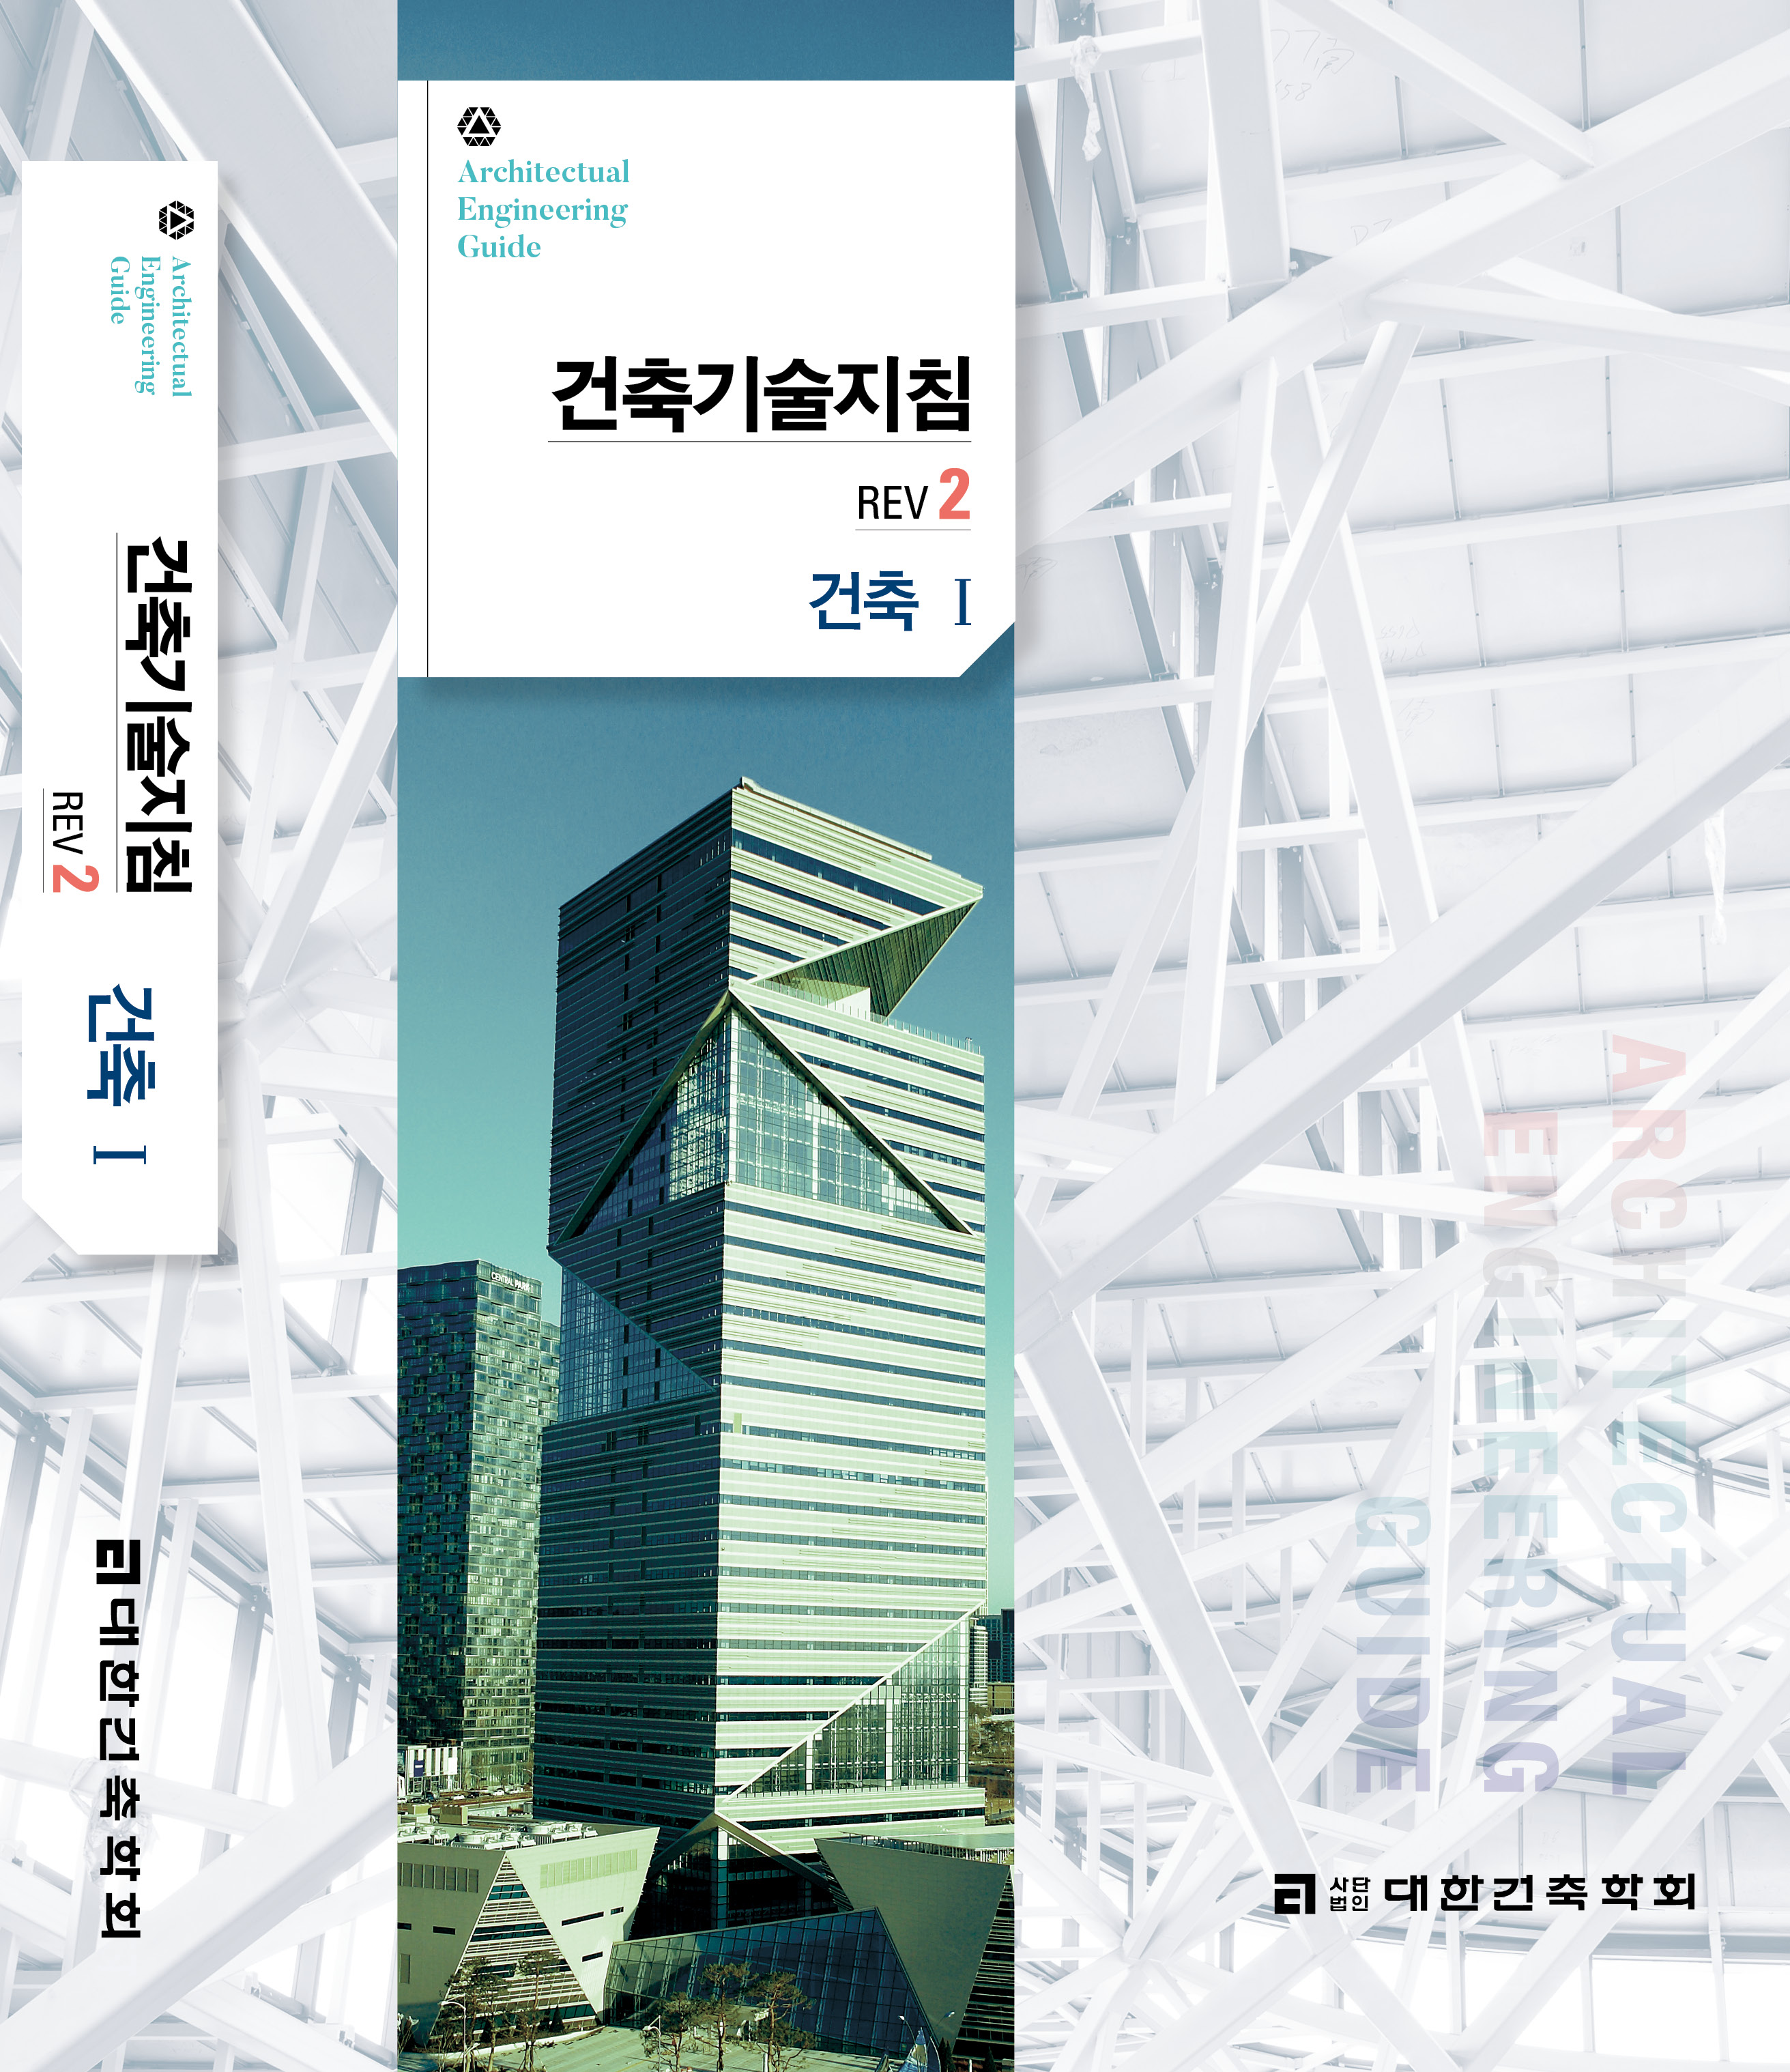 Architectual
Engineering
Guide
건축기술지침
REV 2
건축 I
대한건축학회
Architectual
Engineering
Guide
건축기술지침
REV 2
건축 I
CENTRAL PARK
ARCHITECTUAL
ENGINEERING
GUIDE
사단
법인
대한건축학회